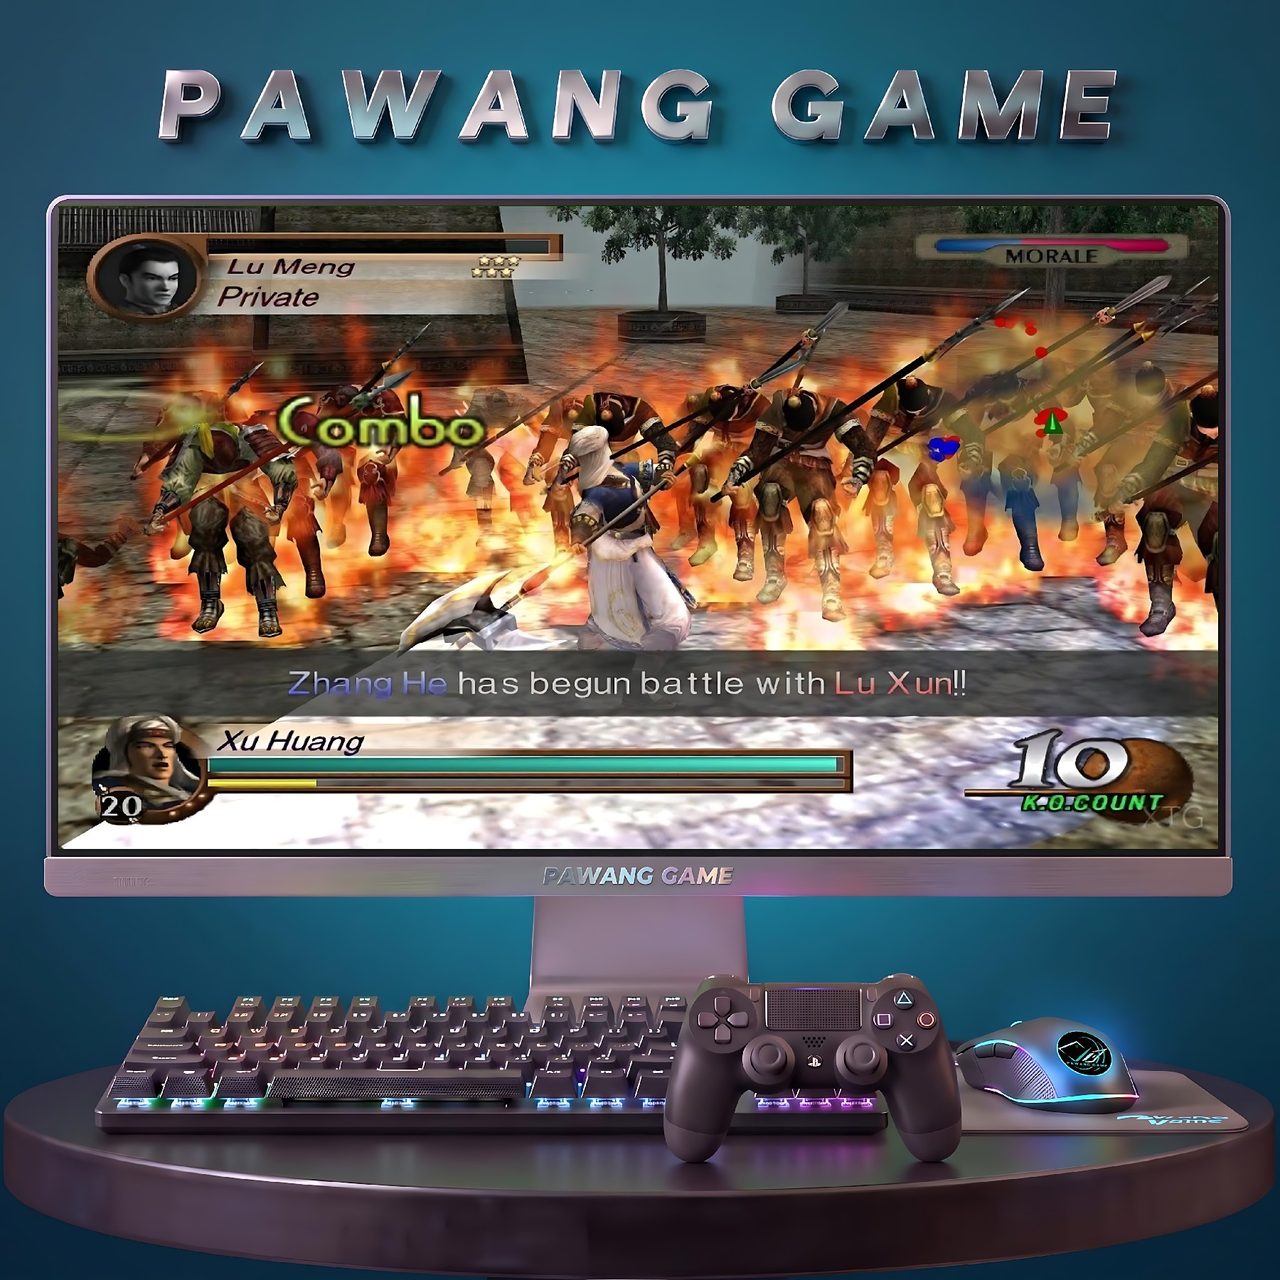 PAWANG GAME
Lu Meng
Private
MORALE
Combo
Zhang He has begun battle with Lu Xun!!
Xu Huang
20
10
K.O.COUNT
XTG
PAWANG GAME